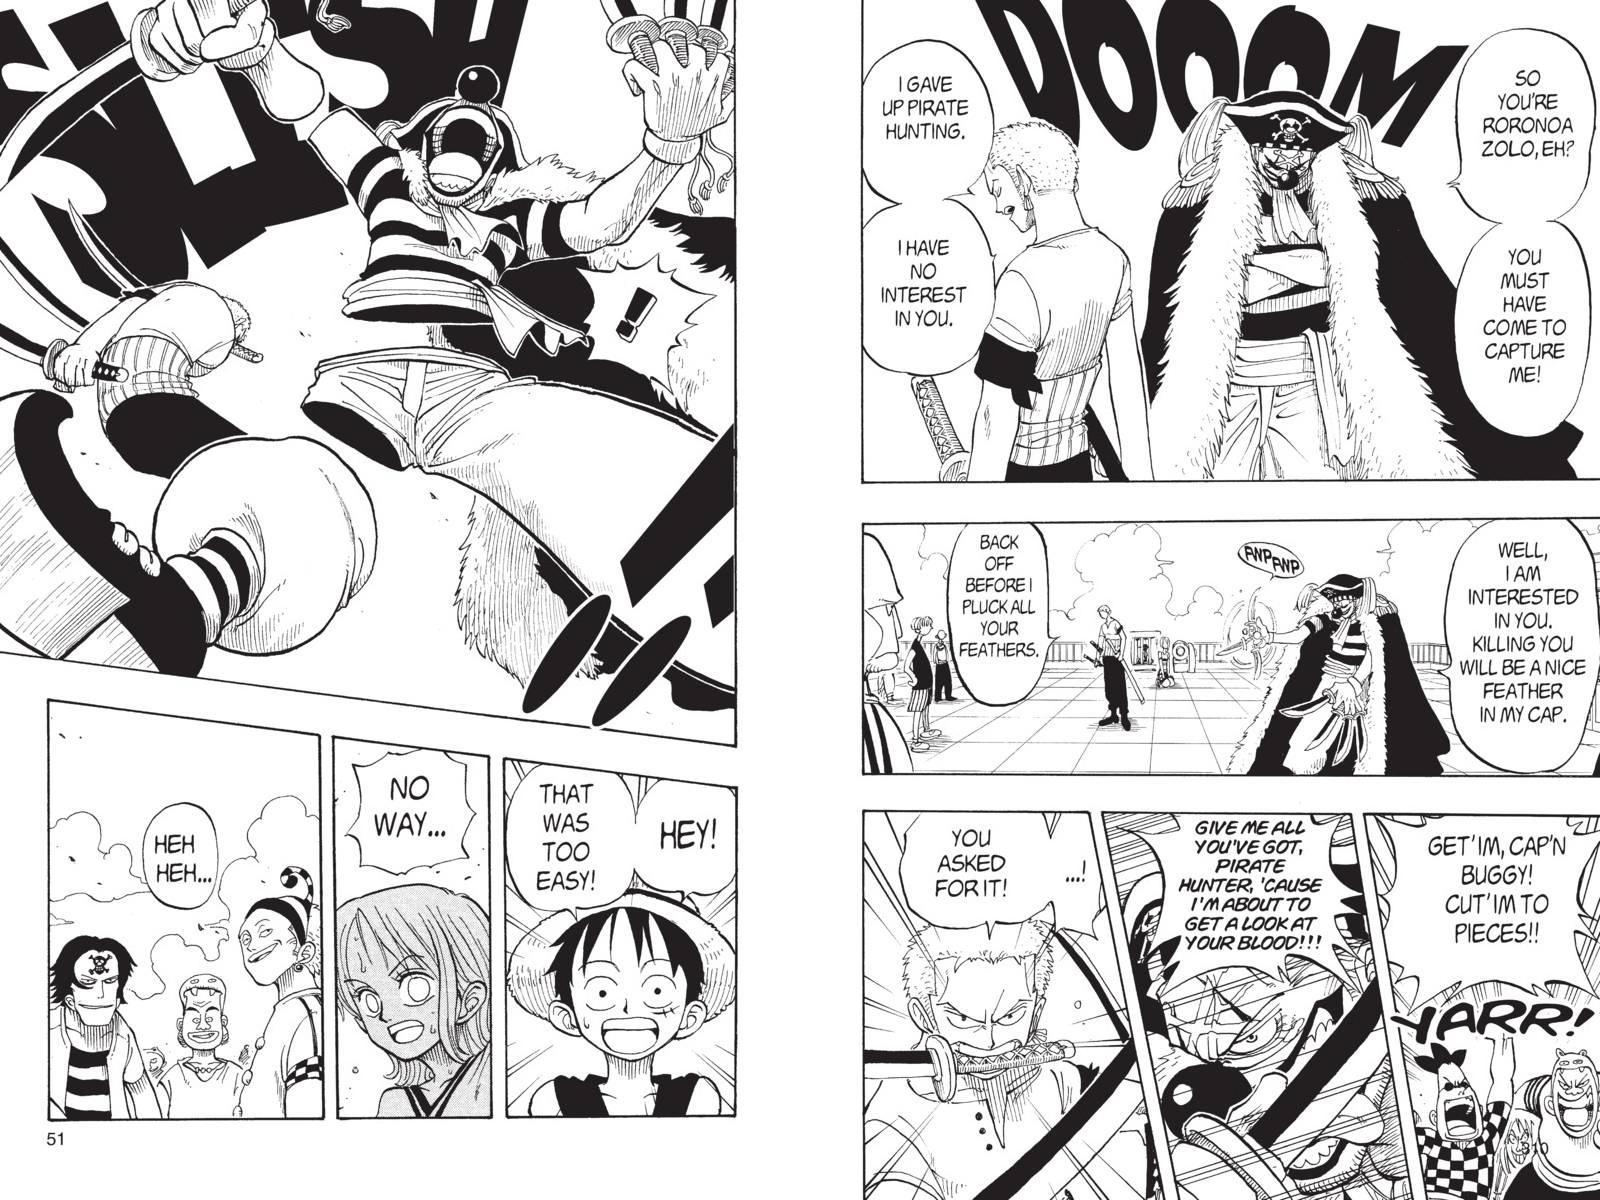 DOOOM
SO
YOU'RE
RORONOA
ZOLO, EH?
YOU
MUST
HAVE
COME TO
CAPTURE
ME!
I GAVE
UP PIRATE
HUNTING.
I HAVE
NO
INTEREST
IN YOU.
WELL,
I AM
INTERESTED
IN YOU.
KILLING YOU
WILL BE A NICE
FEATHER
IN MY CAP.
FWP FWP
BACK
OFF
BEFORE I
PLUCK ALL
YOUR
FEATHERS.
GET 'IM, CAP'N
BUGGY!
CUT 'IM TO
PIECES!!
YARR!
GIVE ME ALL
YOU'VE GOT,
PIRATE
HUNTER, 'CAUSE
I'M ABOUT TO
GET A LOOK AT
YOUR BLOOD!!!
...!
YOU
ASKED
FOR IT!
!!
HEY!
THAT
WAS
TOO
EASY!
NO
WAY...
HEH
HEH...
51